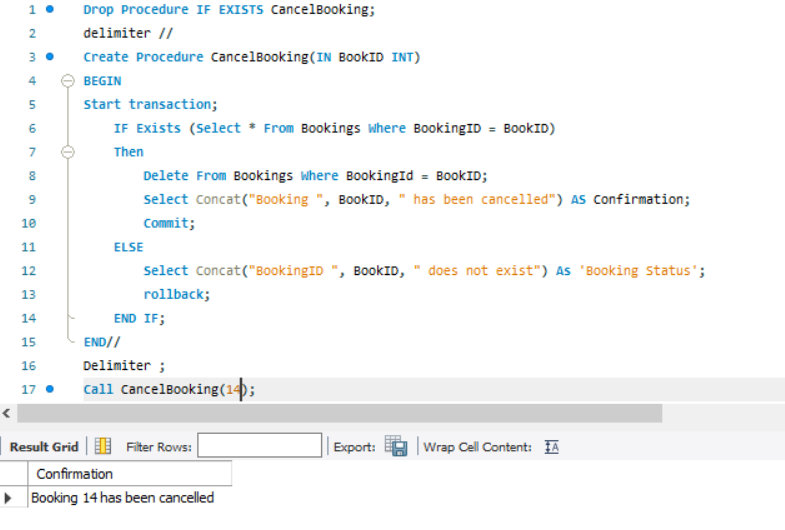 1 Drop Procedure IF EXISTS CancelBooking;
2 delimiter //
3 Create Procedure CancelBooking(IN BookID INT)
4 BEGIN
5 Start transaction;
6 IF Exists (Select * From Bookings Where BookingID = BookID)
7 Then
8 Delete From Bookings Where BookingId = BookID;
9 Select Concat("Booking ", BookID, " has been cancelled") AS Confirmation;
10 Commit;
11 ELSE
12 Select Concat("BookingID ", BookID, " does not exist") As 'Booking Status';
13 rollback;
14 END IF;
15 END//
16 Delimiter ;
17 Call CancelBooking(14);
Result Grid Filter Rows: Export: Wrap Cell Content: IA
Confirmation
Booking 14 has been cancelled